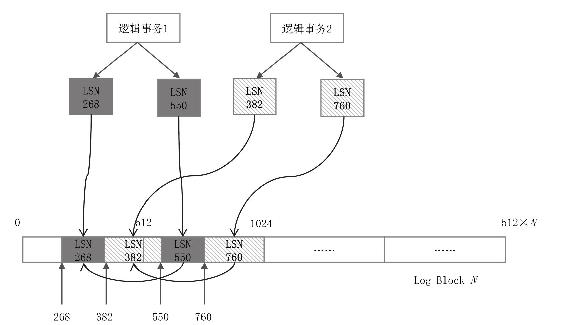 逻辑事务1
逻辑事务2
LSN
268
LSN
550
LSN
382
LSN
760
0
512
1024
512×N
LSN
268
LSN
382
LSN
550
LSN
760
......
......
Log Block N
268
382
550
760